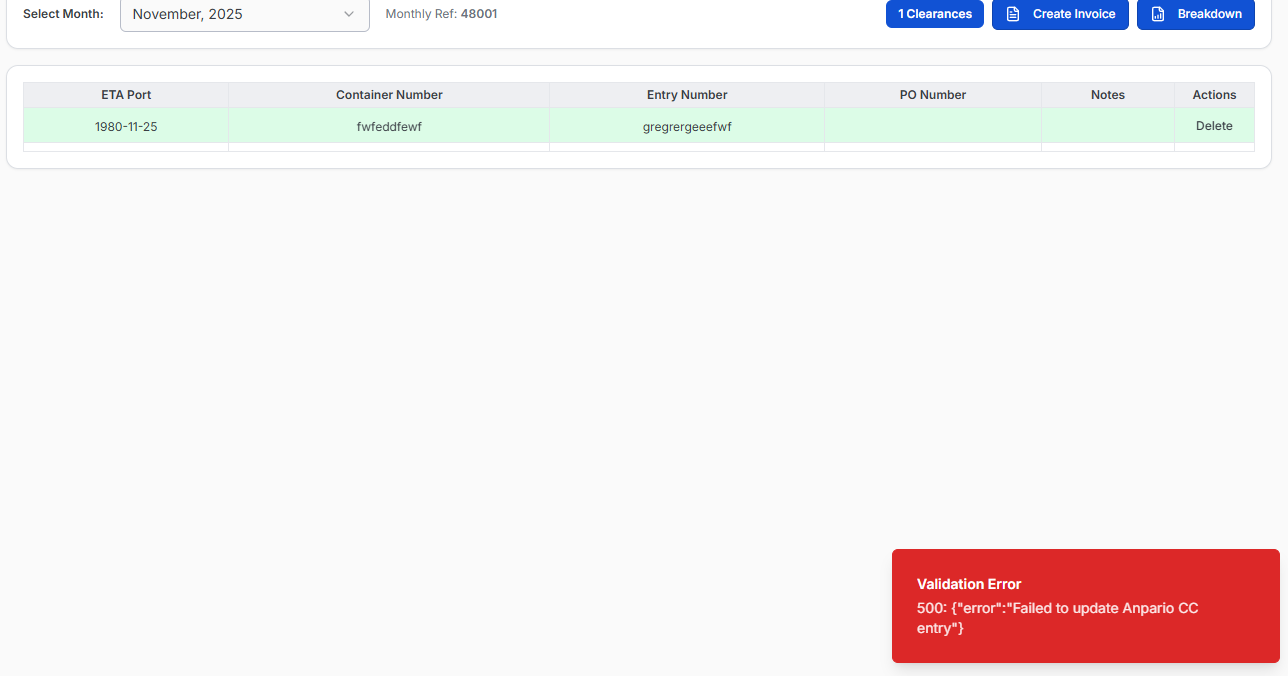 Select Month: November, 2025 Monthly Ref: 48001 1 Clearances Create Invoice Breakdown
ETA Port Container Number Entry Number PO Number Notes Actions
1980-11-25 fwfeddfewf gregrergeeefwf Delete
Validation Error
500: {"error":"Failed to update Anpario CC
entry"}